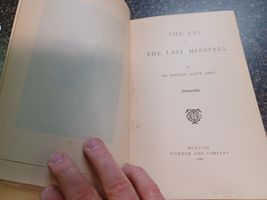 THE LAY
OF
THE LAST MINSTREL
BY
SIR WALTER SCOTT, BART.
Illustrated
BOSTON
TICKNOR AND COMPANY